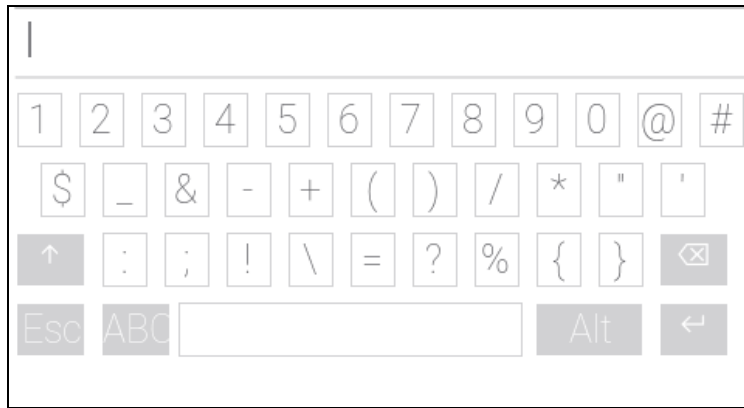 1 2 3 4 5 6 7 8 9 0 @ #
$ _ & - + ( ) / * " '
↑ : ; ! \ = ? % { } ⌫
Esc ABC Alt ↵